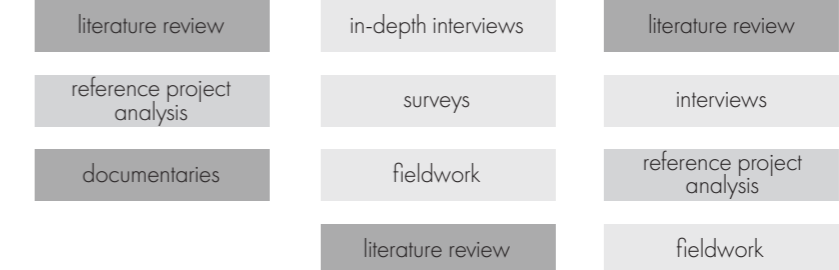 literature review
reference project
analysis
documentaries
in-depth interviews
surveys
fieldwork
literature review
literature review
interviews
reference project
analysis
fieldwork